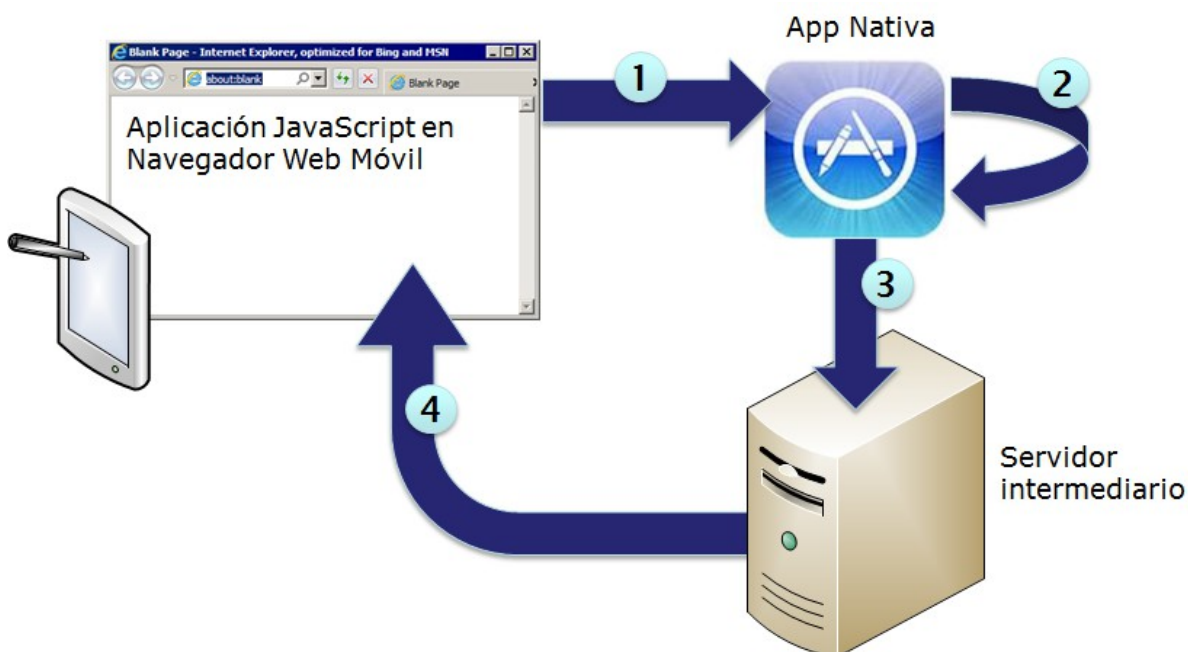 App Nativa
Blank Page - Internet Explorer, optimized for Bing and MSN
about:blank
Blank Page
1
2
Aplicación JavaScript en
Navegador Web Móvil
3
4
Servidor
intermediario